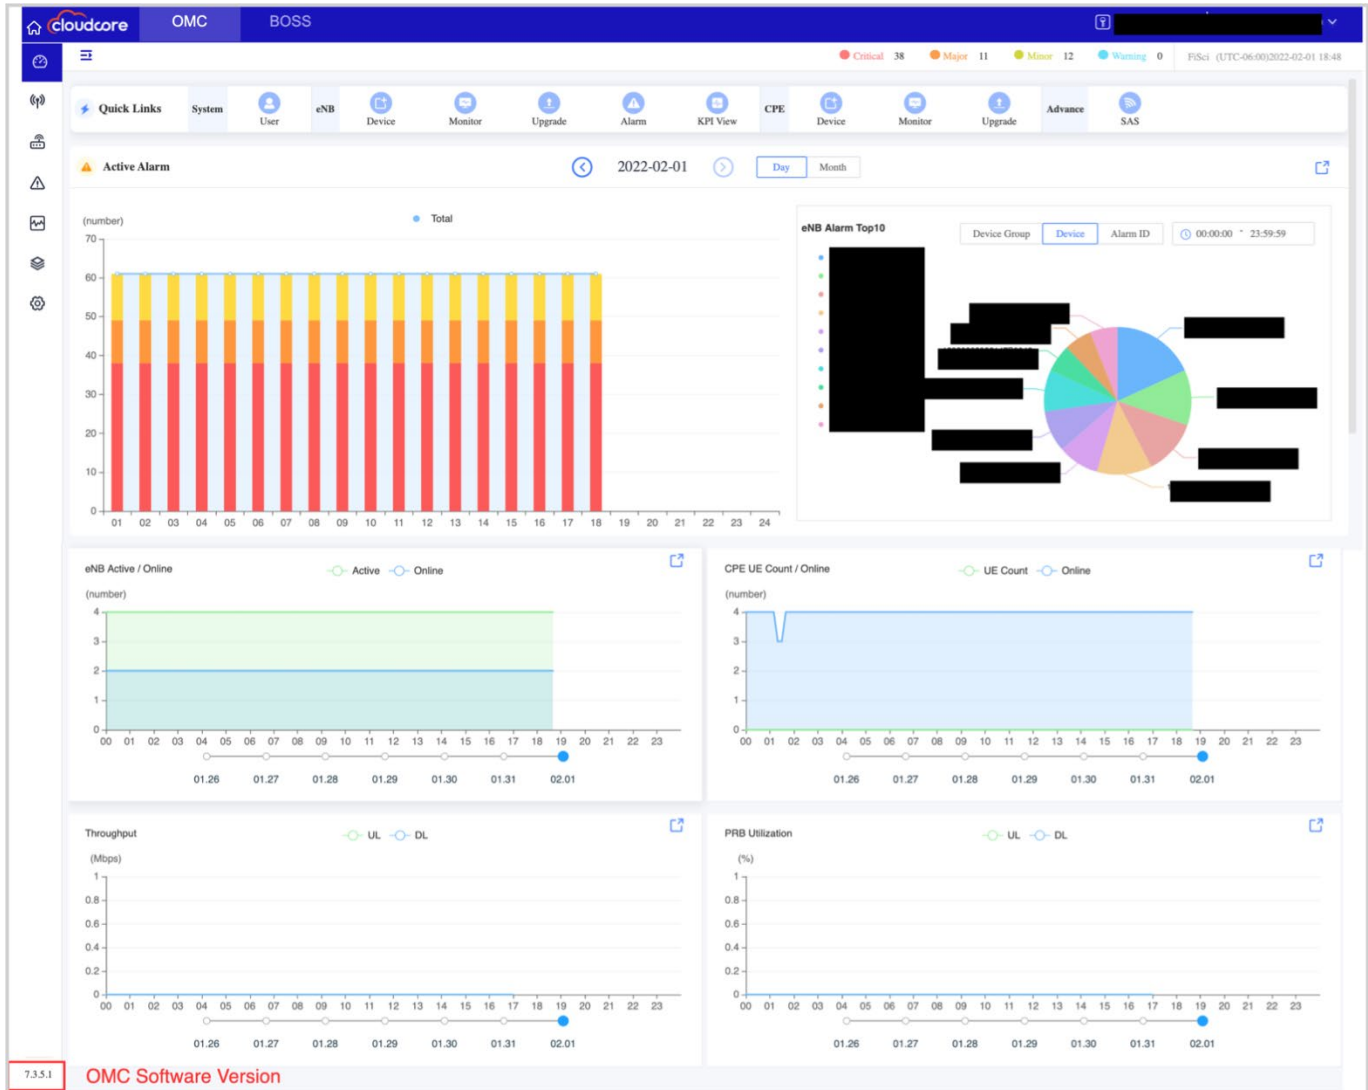 cloudcore OMC BOSS
Critical 38 Major 11 Minor 12 Warning 0 FiSci (UTC-06:00)2022-02-01 18:48
Quick Links System User eNB Device Monitor Upgrade Alarm KPI View CPE Device Monitor Upgrade Advance SAS
Active Alarm 2022-02-01 Day Month
(number) Total
70
60
50
40
30
20
10
0
01 02 03 04 05 06 07 08 09 10 11 12 13 14 15 16 17 18 19 20 21 22 23 24
eNB Alarm Top10 Device Group Device Alarm ID 00:00:00 ~ 23:59:59
eNB Active / Online Active Online
(number)
4
3
2
1
0
00 01 02 03 04 05 06 07 08 09 10 11 12 13 14 15 16 17 18 19 20 21 22 23
01.26 01.27 01.28 01.29 01.30 01.31 02.01
CPE UE Count / Online UE Count Online
(number)
4
3
2
1
0
00 01 02 03 04 05 06 07 08 09 10 11 12 13 14 15 16 17 18 19 20 21 22 23
01.26 01.27 01.28 01.29 01.30 01.31 02.01
Throughput UL DL
(Mbps)
1
0.8
0.6
0.4
0.2
0
00 01 02 03 04 05 06 07 08 09 10 11 12 13 14 15 16 17 18 19 20 21 22 23
01.26 01.27 01.28 01.29 01.30 01.31 02.01
PRB Utilization UL DL
(%)
1
0.8
0.6
0.4
0.2
0
00 01 02 03 04 05 06 07 08 09 10 11 12 13 14 15 16 17 18 19 20 21 22 23
01.26 01.27 01.28 01.29 01.30 01.31 02.01
7.3.5.1 OMC Software Version